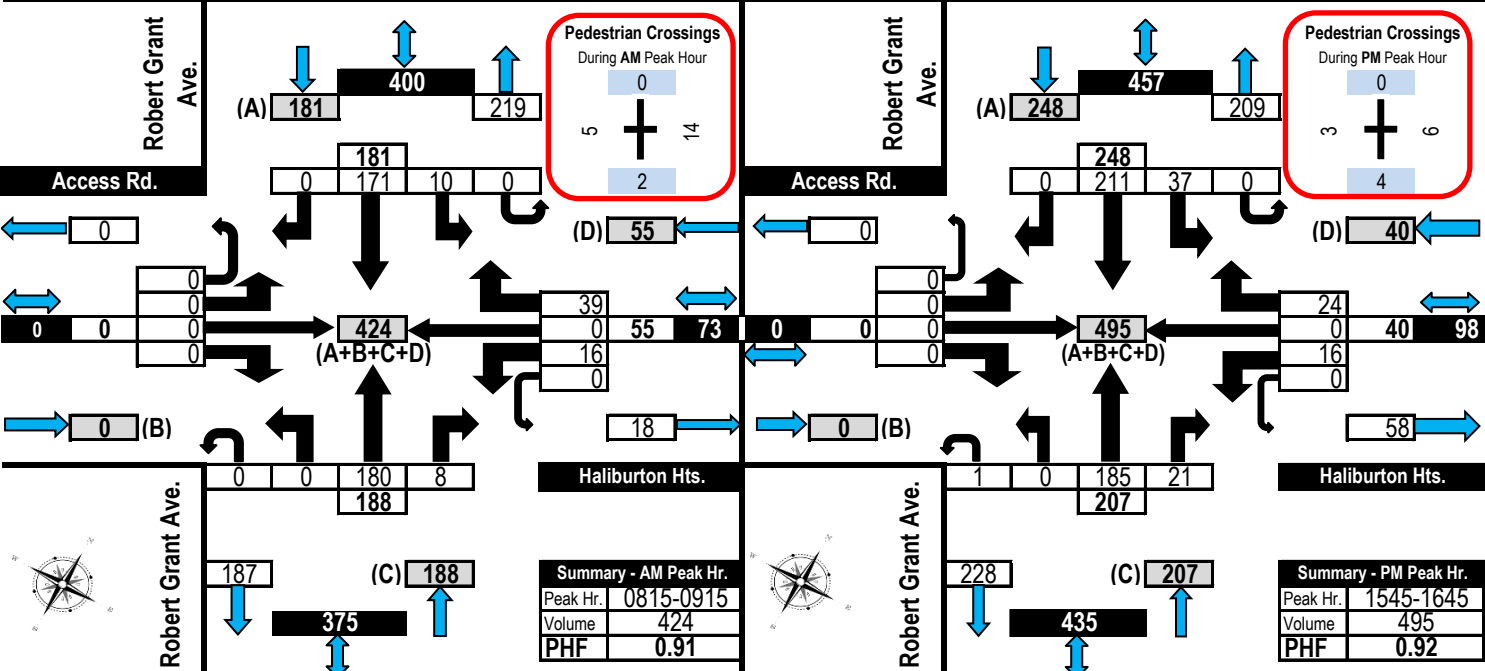 Robert Grant
Ave.
Access Rd.
(A) 181
400
219
Pedestrian Crossings
During AM Peak Hour
0
5
14
2
181
0 171 10 0
0
(D) 55
0
0
0
0
0 0
424
(A+B+C+D)
39
0
16
0
55 73
0 (B)
18
0 0 180 8
188
Haliburton Hts.
Robert Grant Ave.
187
(C) 188
375
Summary - AM Peak Hr.
Peak Hr. 0815-0915
Volume 424
PHF 0.91
Robert Grant
Ave.
Access Rd.
(A) 248
457
209
Pedestrian Crossings
During PM Peak Hour
0
3
6
4
248
0 211 37 0
0
(D) 40
0
0
0
0
0 0
495
(A+B+C+D)
24
0
16
0
40 98
0 (B)
58
1 0 185 21
207
Haliburton Hts.
Robert Grant Ave.
228
(C) 207
435
Summary - PM Peak Hr.
Peak Hr. 1545-1645
Volume 495
PHF 0.92